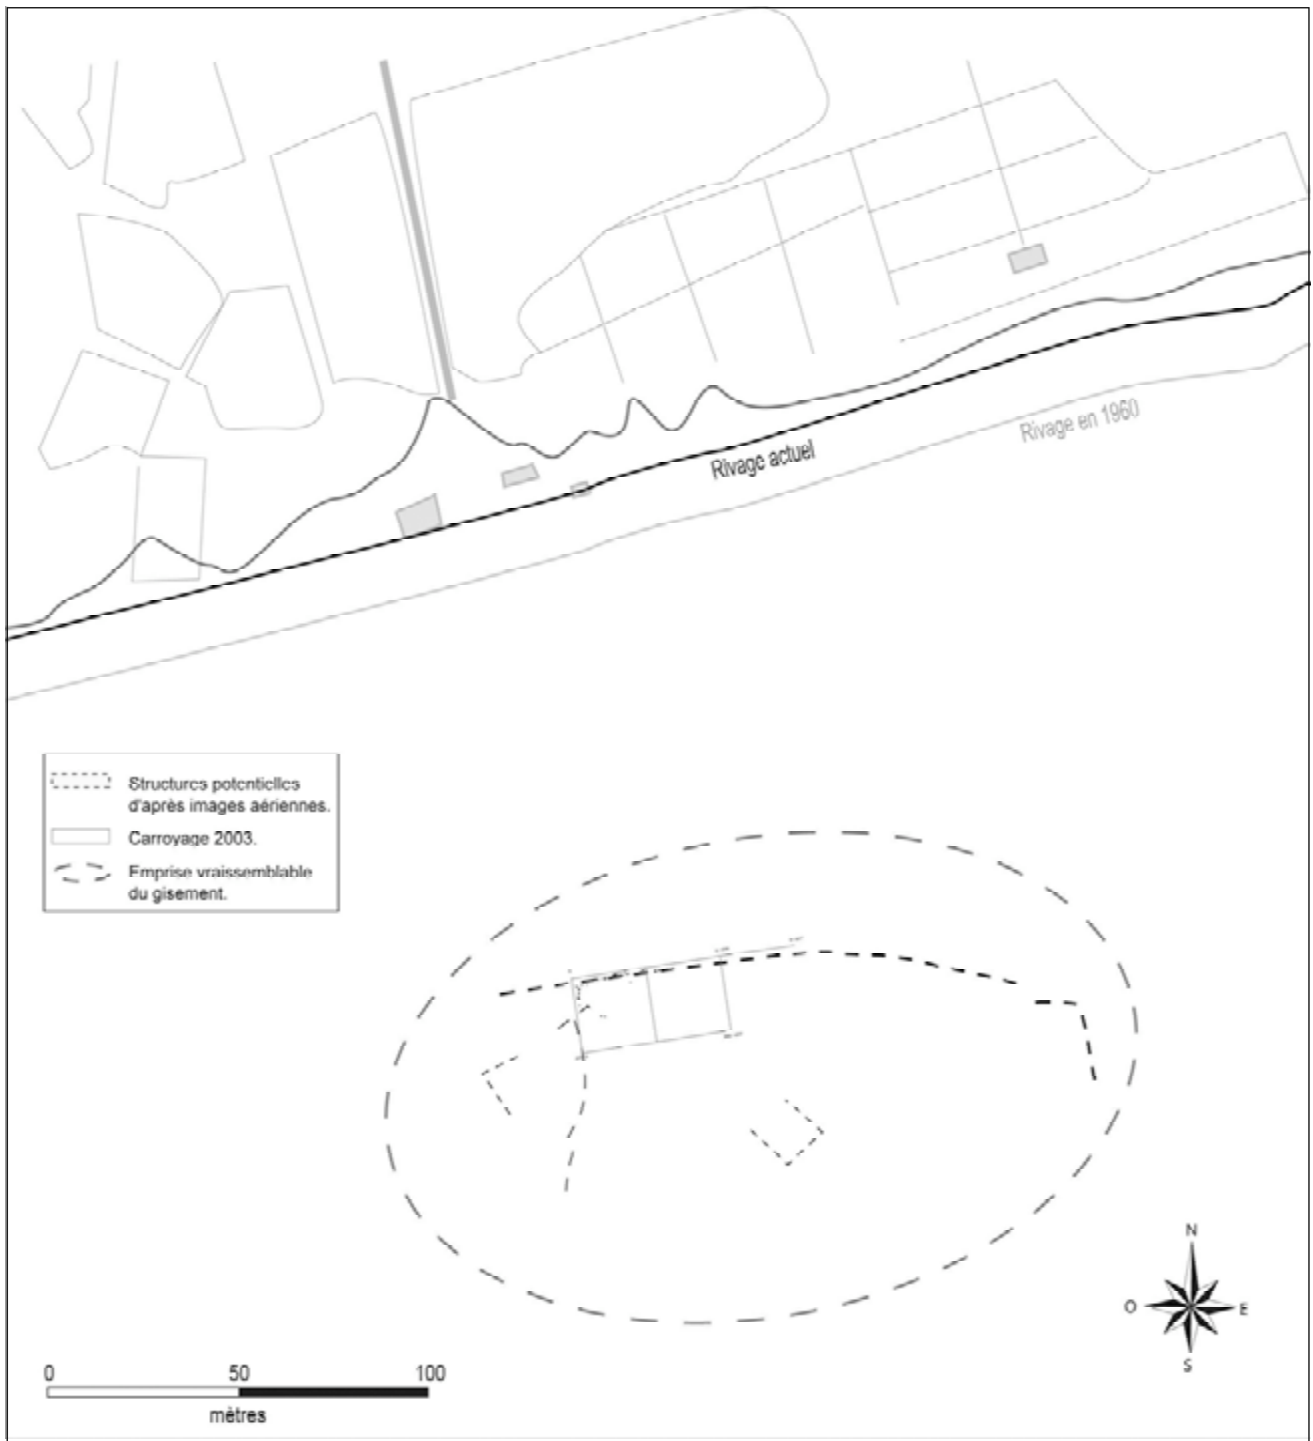 Rivage en 1960
Rivage actuel
Structures potentielles
d'après images aériennes.
Carroyage 2003.
Emprise vraissemblable
du gisement.
N
O
E
S
0 50 100
mètres